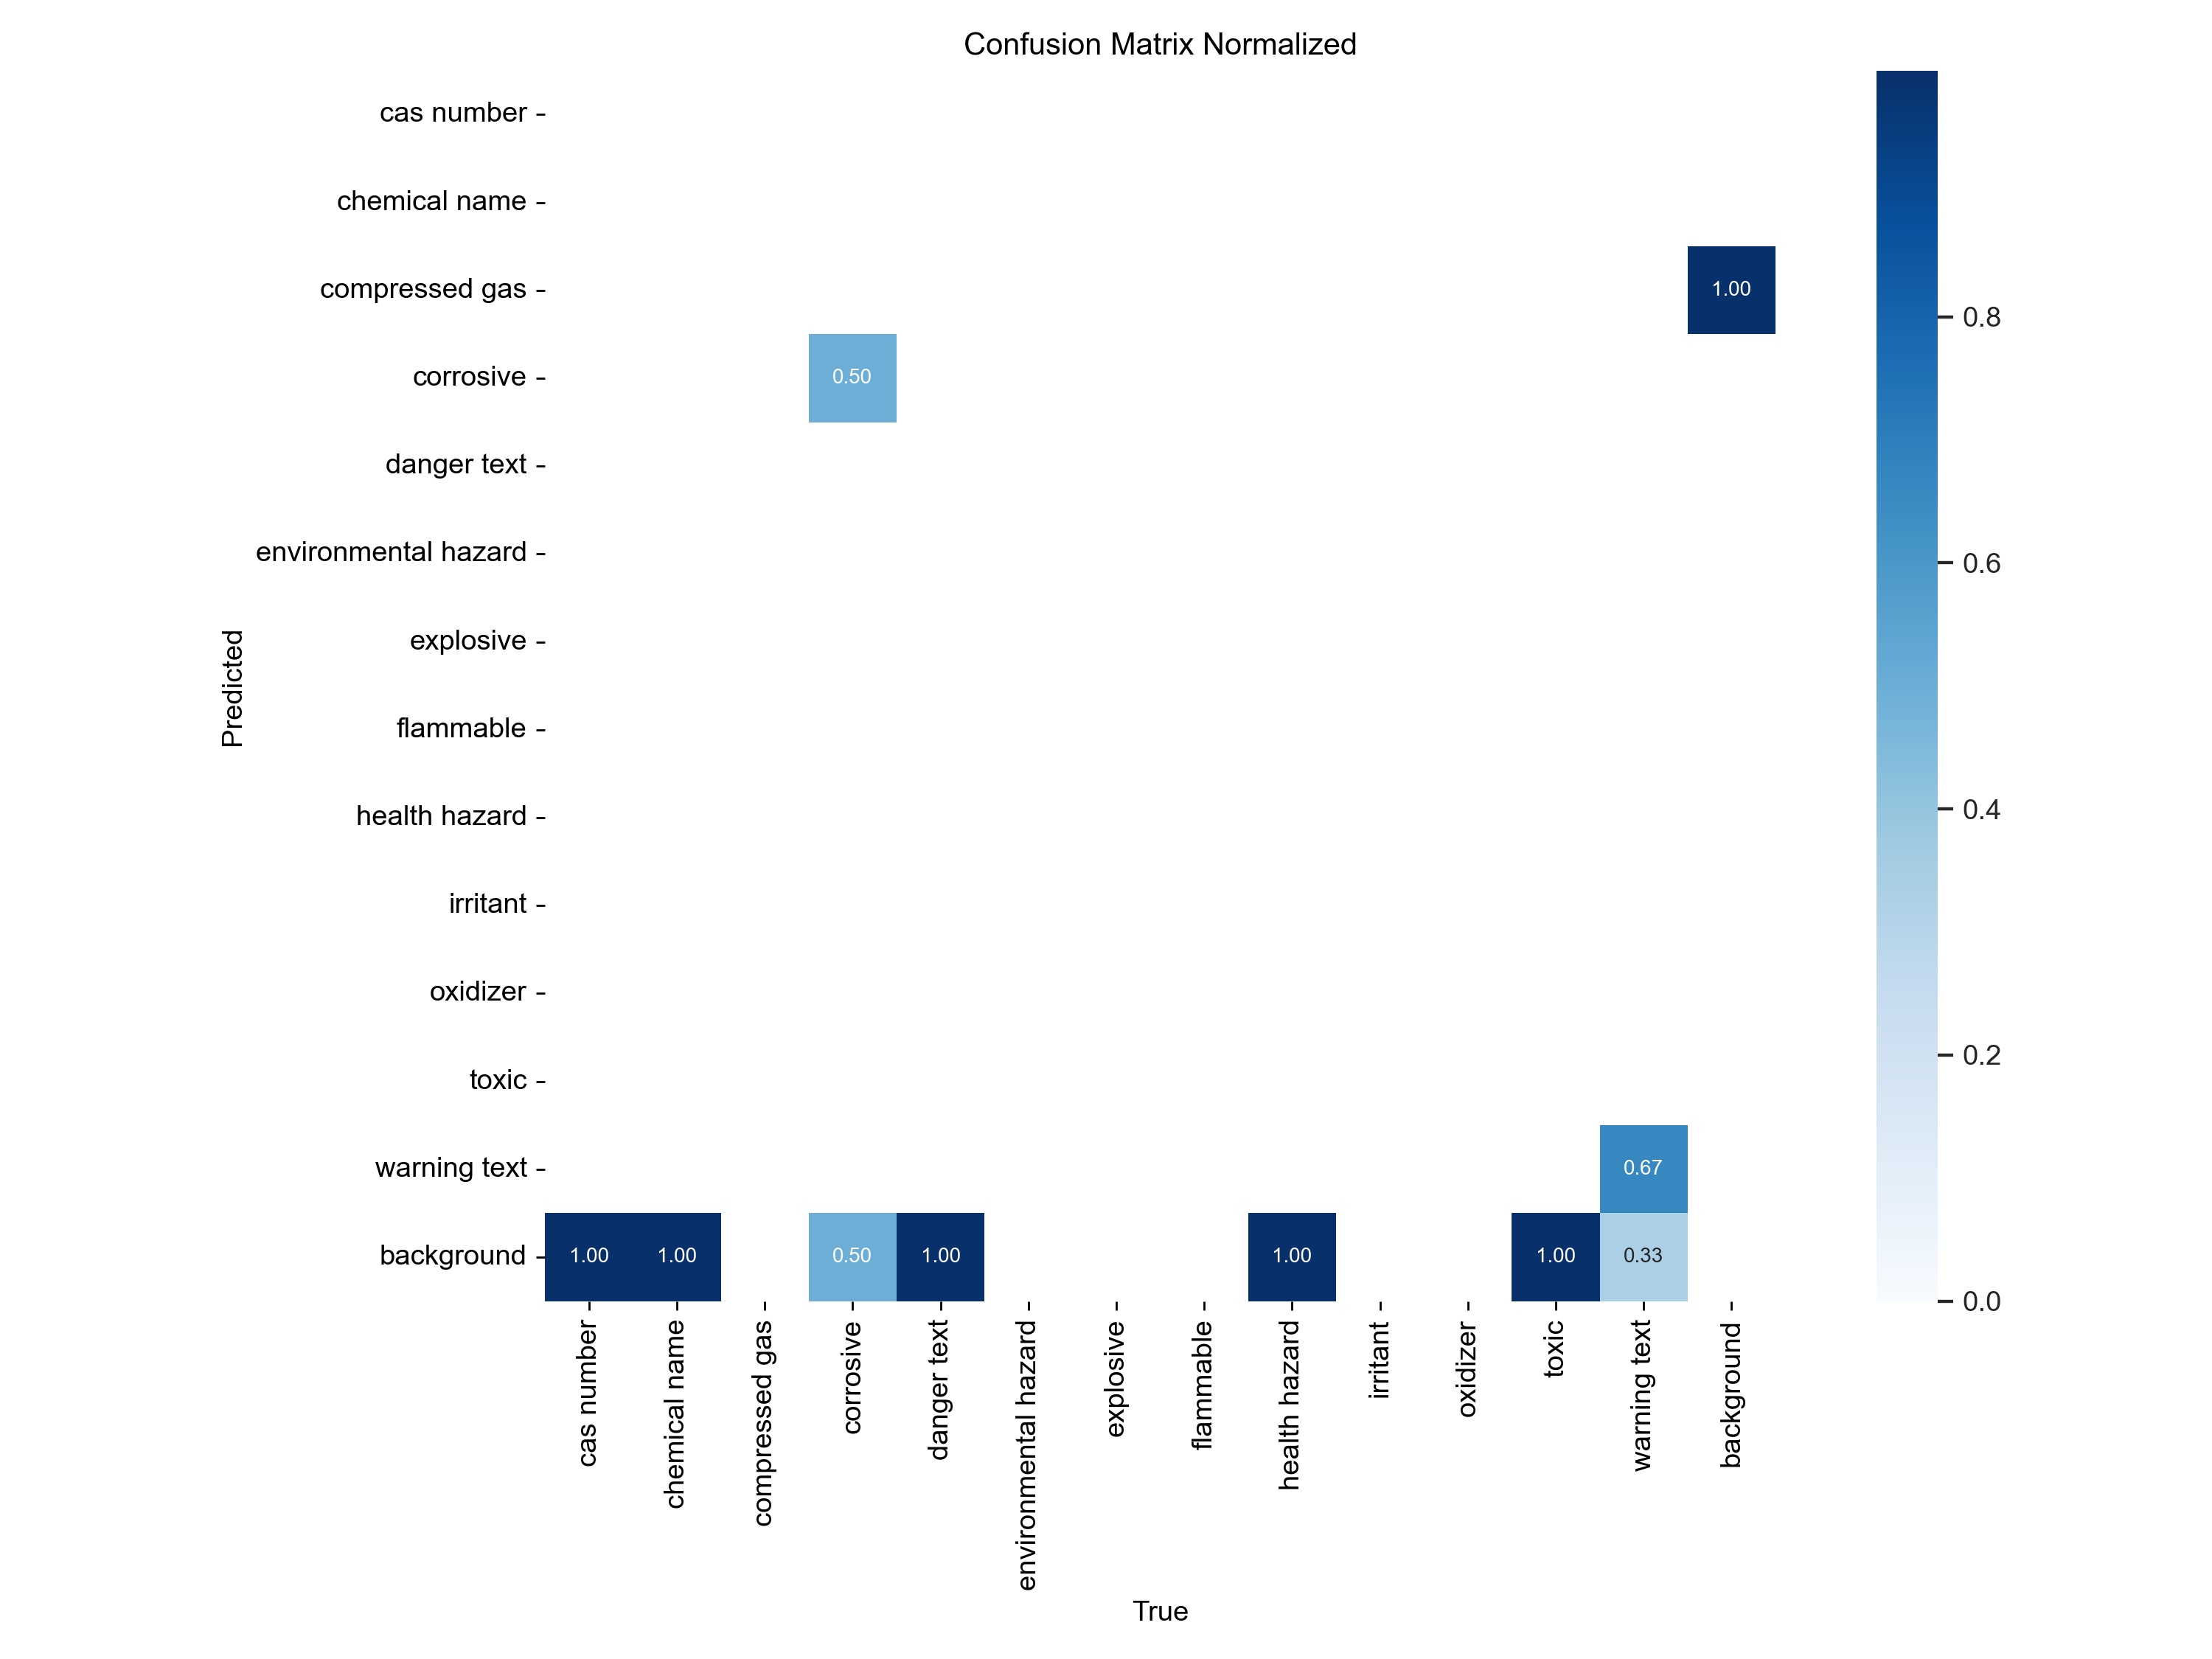 Confusion Matrix Normalized
cas number
chemical name
compressed gas
1.00
corrosive
0.50
danger text
environmental hazard
explosive
flammable
health hazard
irritant
oxidizer
toxic
warning text
0.67
background
1.00 1.00 0.50 1.00 1.00 1.00 0.33
Predicted
cas number
chemical name
compressed gas
corrosive
danger text
environmental hazard
explosive
flammable
health hazard
irritant
oxidizer
toxic
warning text
background
True
0.8
0.6
0.4
0.2
0.0